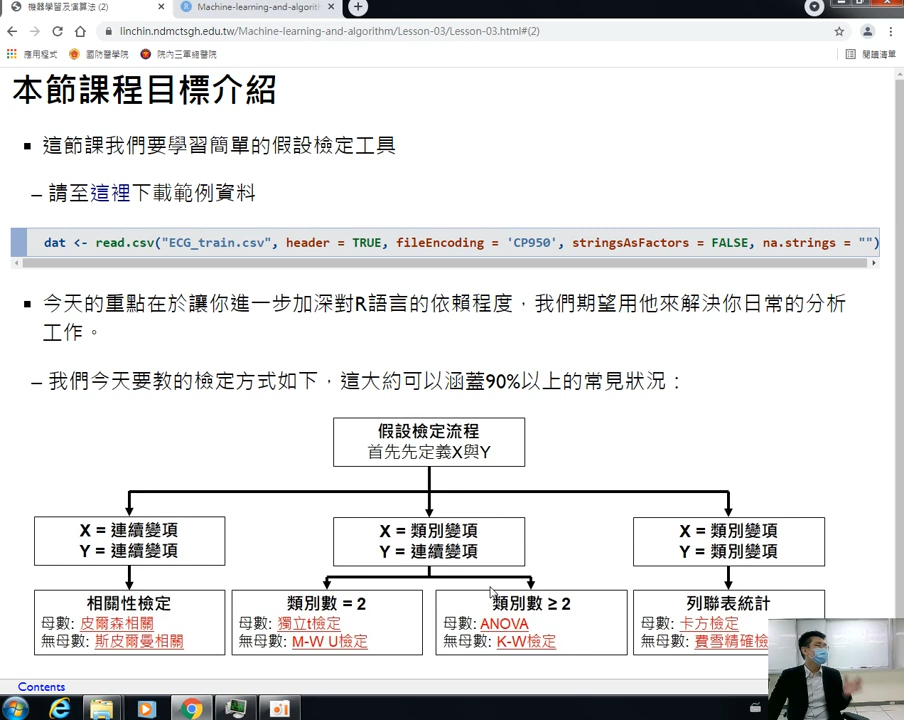 機器學習及演算法 (2)
Machine-learning-and-algorith
linchin.ndmctsgh.edu.tw/Machine-learning-and-algorithm/Lesson-03/Lesson-03.html#(2)
應用程式
國防醫學院
院內三軍總醫院
閱讀清單
本節課程目標介紹
這節課我們要學習簡單的假設檢定工具
– 請至這裡下載範例資料
dat <- read.csv("ECG_train.csv", header = TRUE, fileEncoding = 'CP950', stringsAsFactors = FALSE, na.strings = "")
今天的重點在於讓你進一步加深對R語言的依賴程度，我們期望用他來解決你日常的分析
工作。
– 我們今天要教的檢定方式如下，這大約可以涵蓋90%以上的常見狀況：
假設檢定流程
首先先定義X與Y
X = 連續變項
Y = 連續變項
X = 類別變項
Y = 連續變項
X = 類別變項
Y = 類別變項
相關性檢定
母數: 皮爾森相關
無母數: 斯皮爾曼相關
類別數 = 2
母數: 獨立t檢定
無母數: M-W U檢定
類別數 ≥ 2
母數: ANOVA
無母數: K-W檢定
列聯表統計
母數: 卡方檢定
無母數: 費雪精確檢
Contents